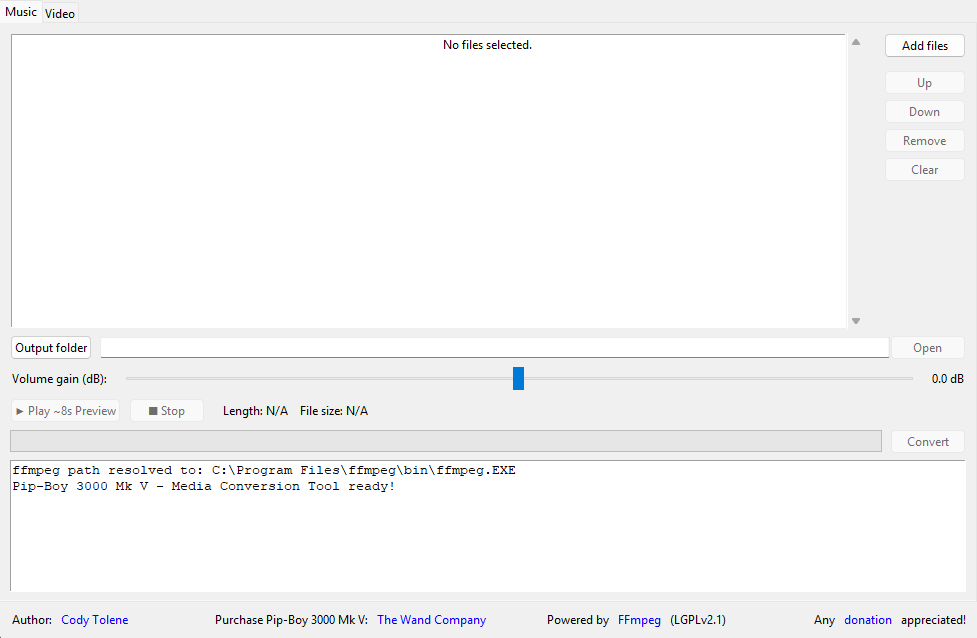 Music Video
No files selected.
Add files
Up
Down
Remove
Clear
Output folder
Open
Volume gain (dB):
0.0 dB
► Play ~8s Preview
■ Stop
Length: N/A File size: N/A
Convert
ffmpeg path resolved to: C:\Program Files\ffmpeg\bin\ffmpeg.EXE
Pip-Boy 3000 Mk V - Media Conversion Tool ready!
Author: Cody Tolene Purchase Pip-Boy 3000 Mk V: The Wand Company Powered by FFmpeg (LGPLv2.1) Any donation appreciated!